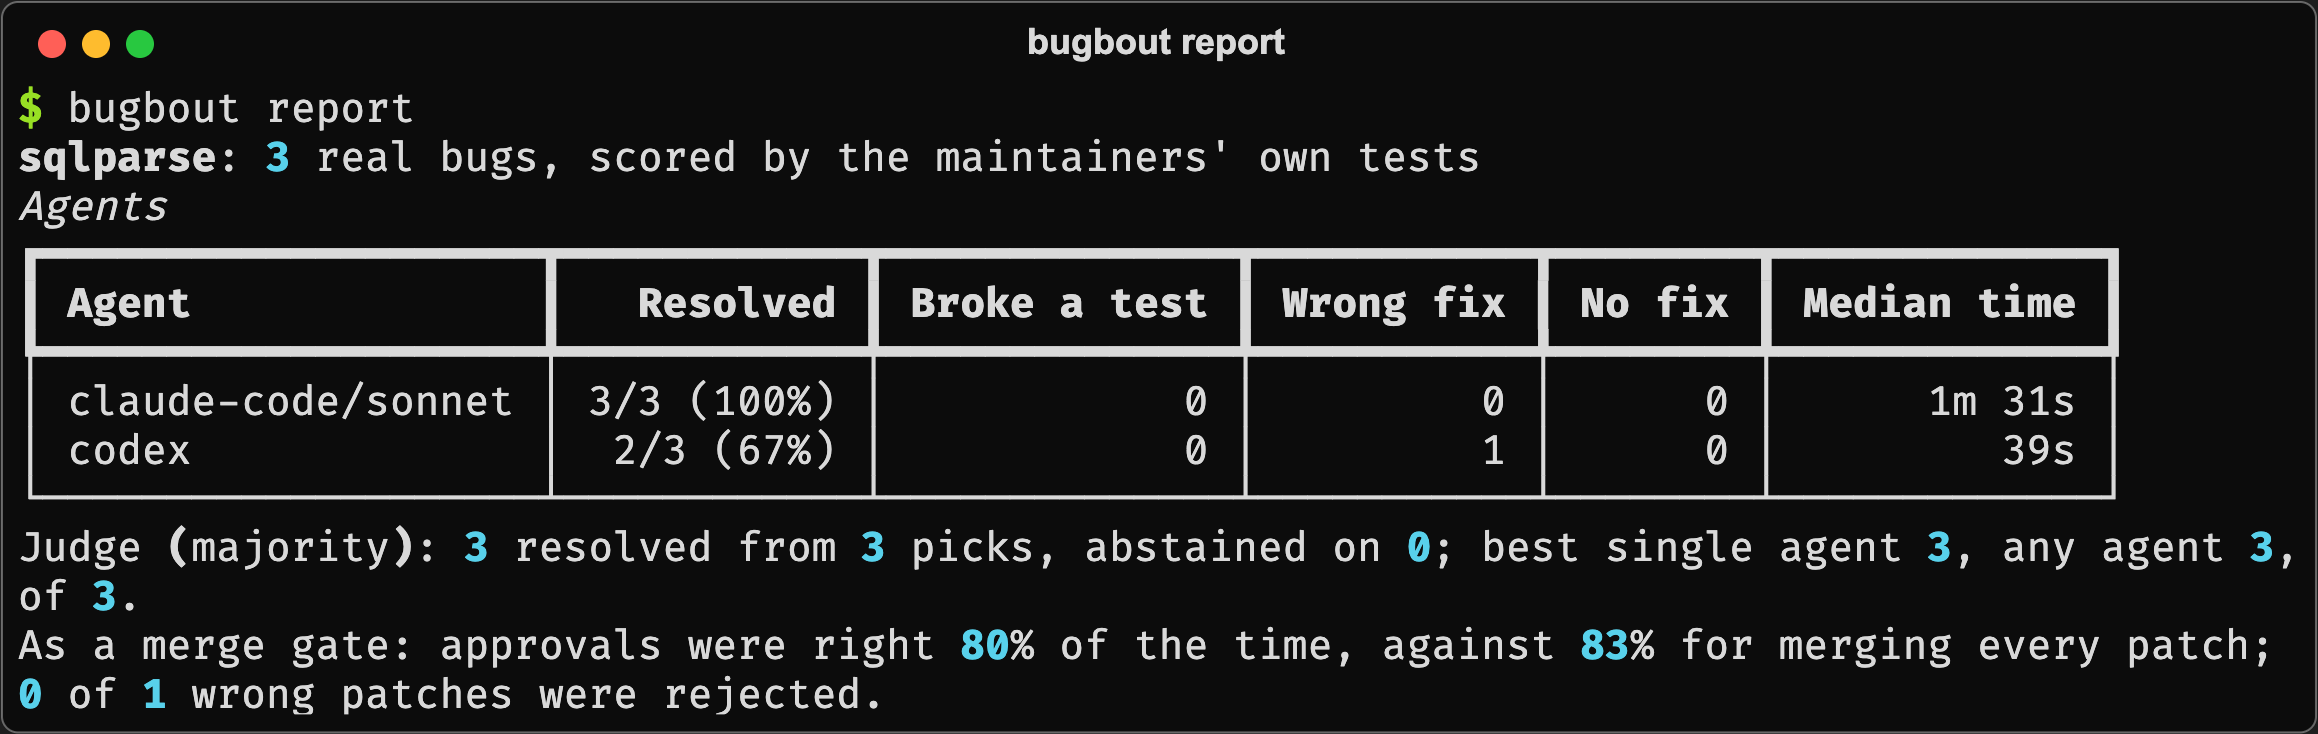 bugbout report
$ bugbout report
sqlparse: 3 real bugs, scored by the maintainers' own tests
Agents
Agent Resolved Broke a test Wrong fix No fix Median time
claude-code/sonnet 3/3 (100%) 0 0 0 1m 31s
codex 2/3 (67%) 0 1 0 39s
Judge (majority): 3 resolved from 3 picks, abstained on 0; best single agent 3, any agent 3,
of 3.
As a merge gate: approvals were right 80% of the time, against 83% for merging every patch;
0 of 1 wrong patches were rejected.